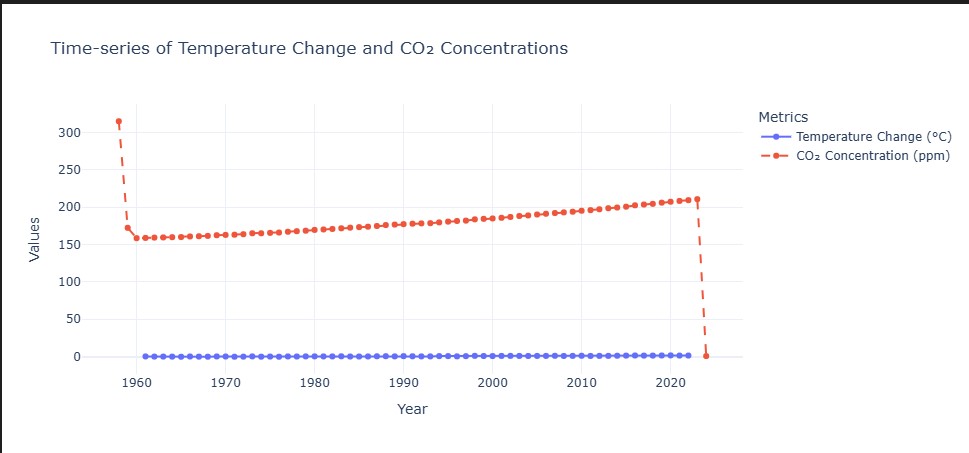 Time-series of Temperature Change and CO₂ Concentrations
Metrics
Temperature Change (°C)
CO₂ Concentration (ppm)
Values
300
250
200
150
100
50
0
1960 1970 1980 1990 2000 2010 2020
Year